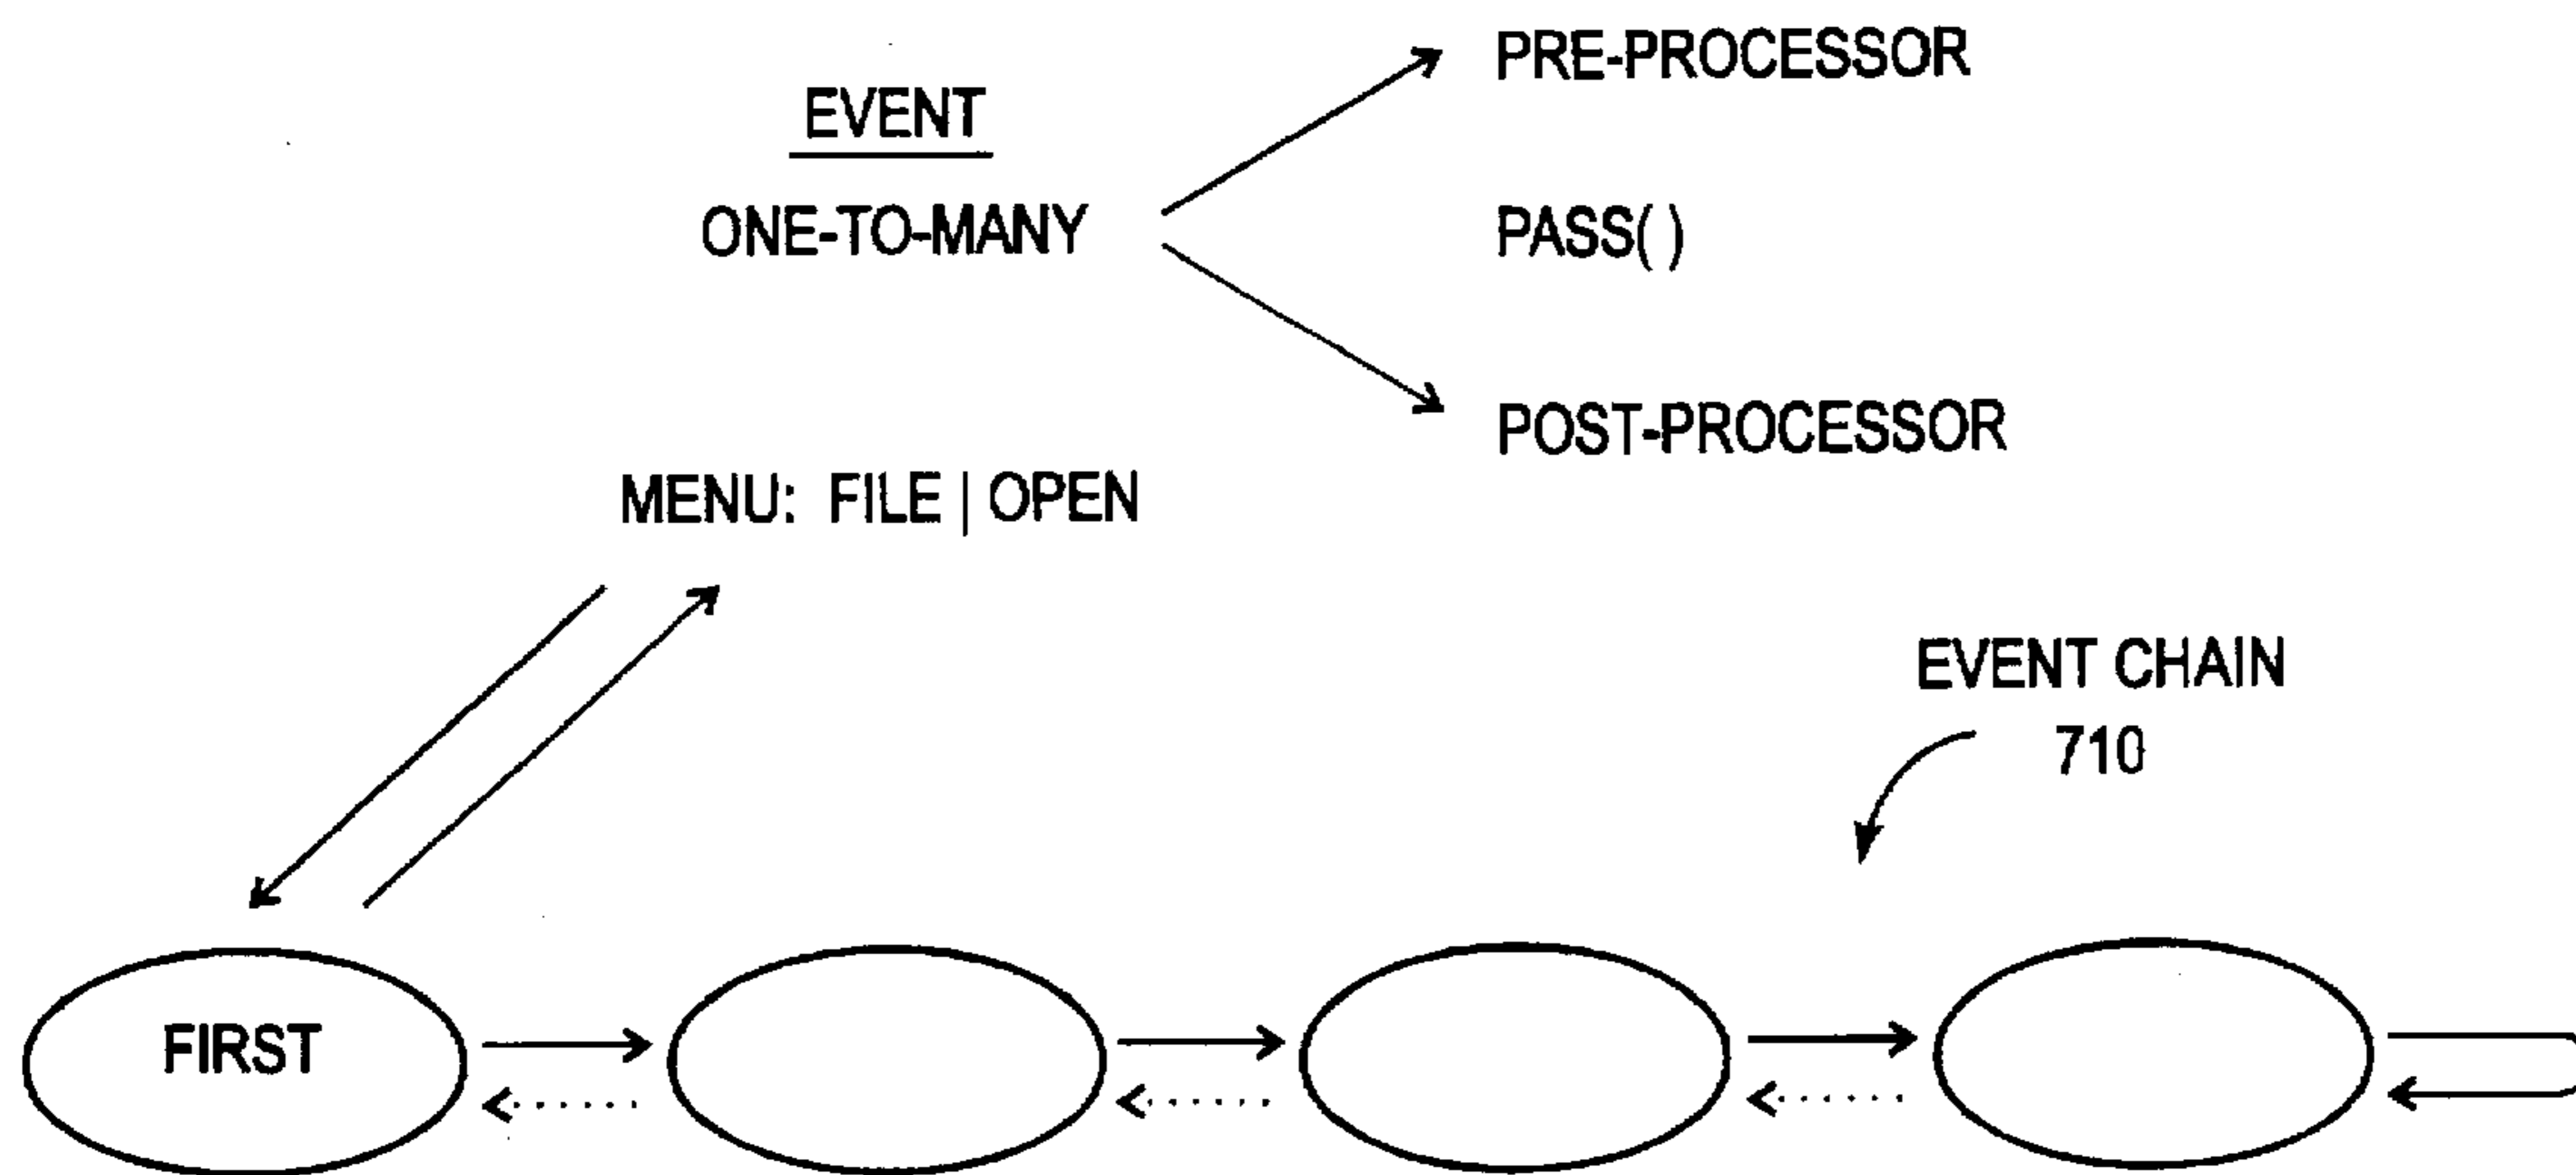 PRE-PROCESSOR
EVENT
ONE-TO-MANY
PASS( )
POST-PROCESSOR
MENU: FILE | OPEN
EVENT CHAIN
710
FIRST